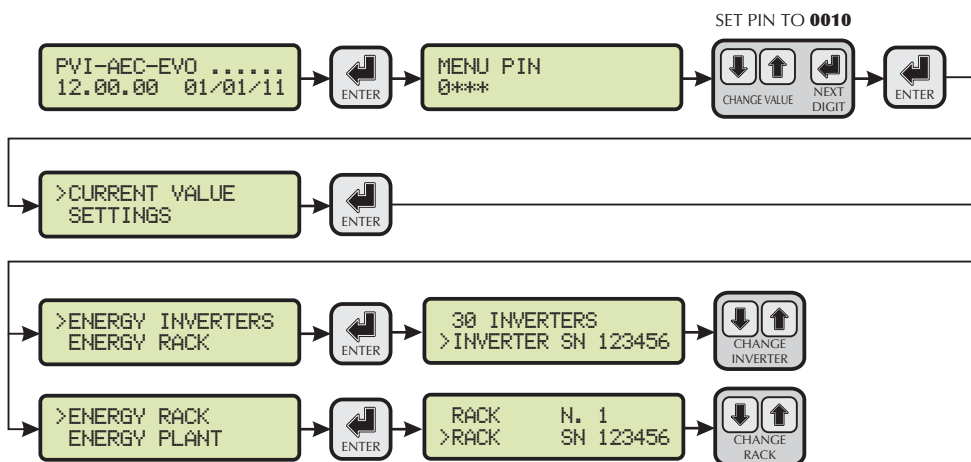 SET PIN TO 0010
PVI-AEC-EVO ......
12.00.00 01/01/11
ENTER
MENU PIN
0***
CHANGE VALUE
NEXT
DIGIT
ENTER
>CURRENT VALUE
SETTINGS
ENTER
>ENERGY INVERTERS
ENERGY RACK
ENTER
30 INVERTERS
>INVERTER SN 123456
CHANGE
INVERTER
>ENERGY RACK
ENERGY PLANT
ENTER
RACK N. 1
>RACK SN 123456
CHANGE
RACK